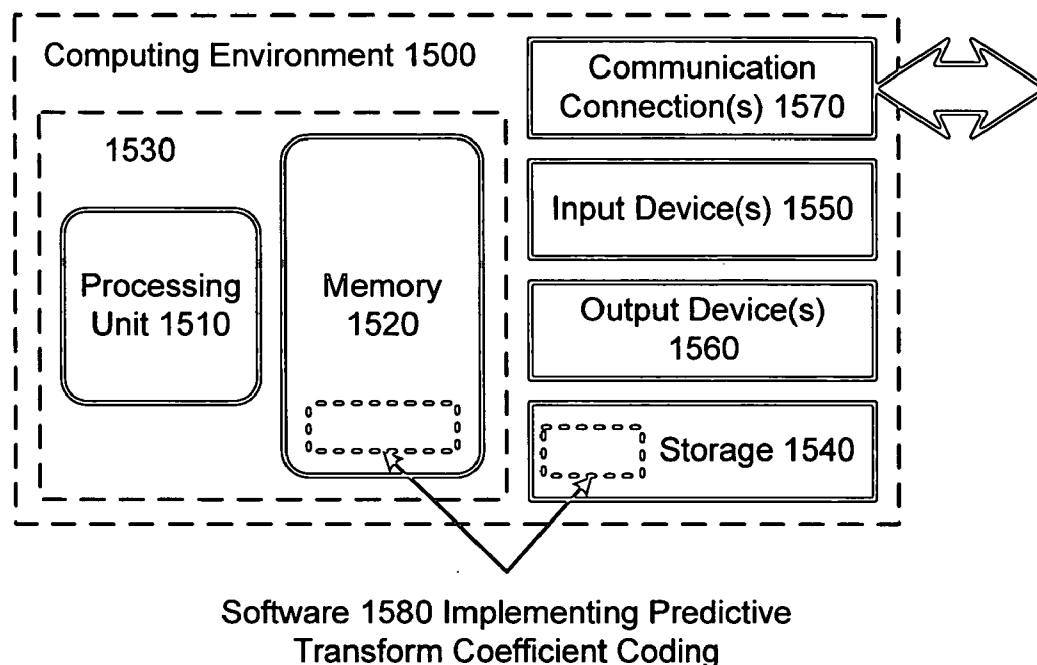 Computing Environment 1500
Communication
Connection(s) 1570
1530
Input Device(s) 1550
Processing
Unit 1510
Memory
1520
Output Device(s)
1560
Storage 1540
Software 1580 Implementing Predictive
Transform Coefficient Coding